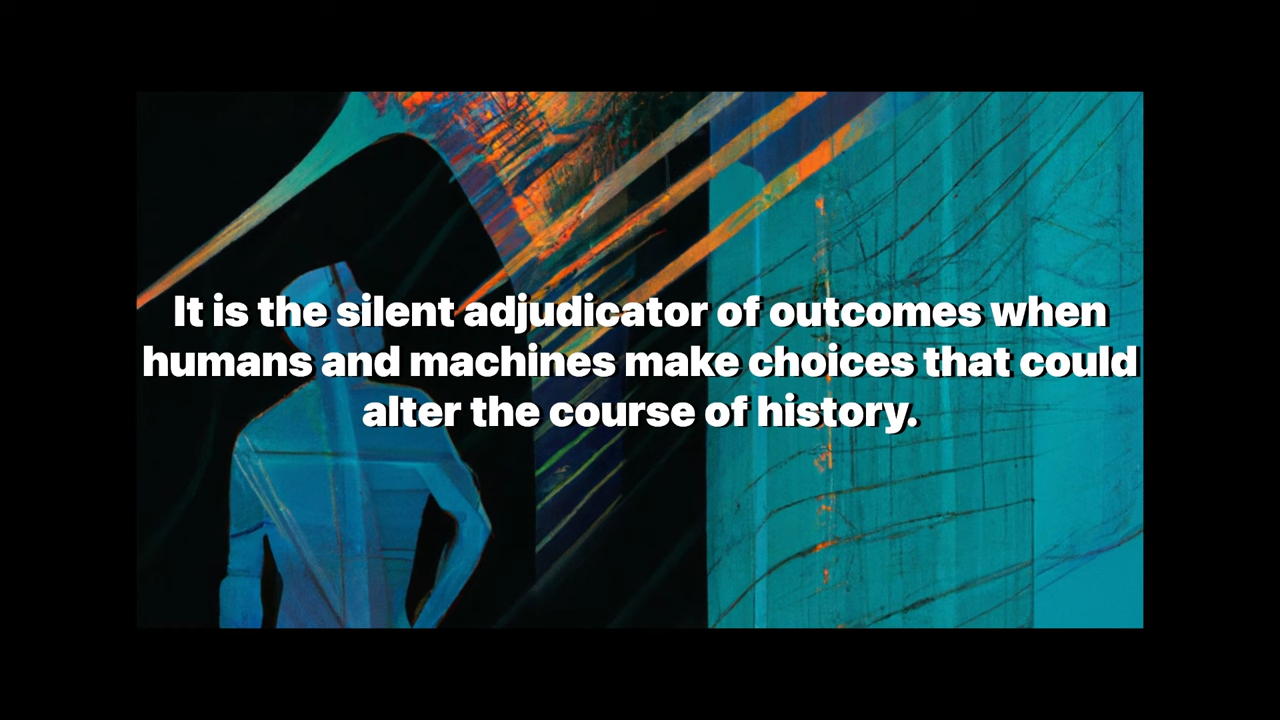 It is the silent adjudicator of outcomes when
humans and machines make choices that could
alter the course of history.